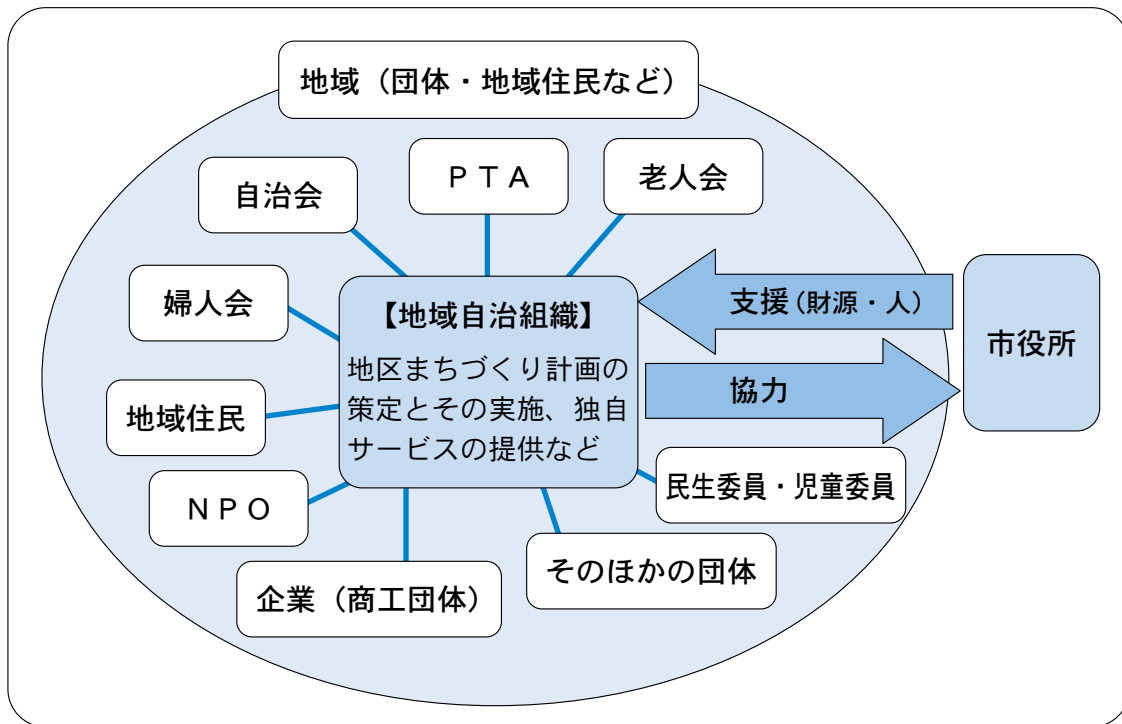 地域（団体・地域住民など）
ＰＴＡ
老人会
自治会
婦人会
【地域自治組織】
地区まちづくり計画の
策定とその実施、独自
サービスの提供など
支援（財源・人）
市役所
協力
地域住民
ＮＰＯ
民生委員・児童委員
そのほかの団体
企業（商工団体）